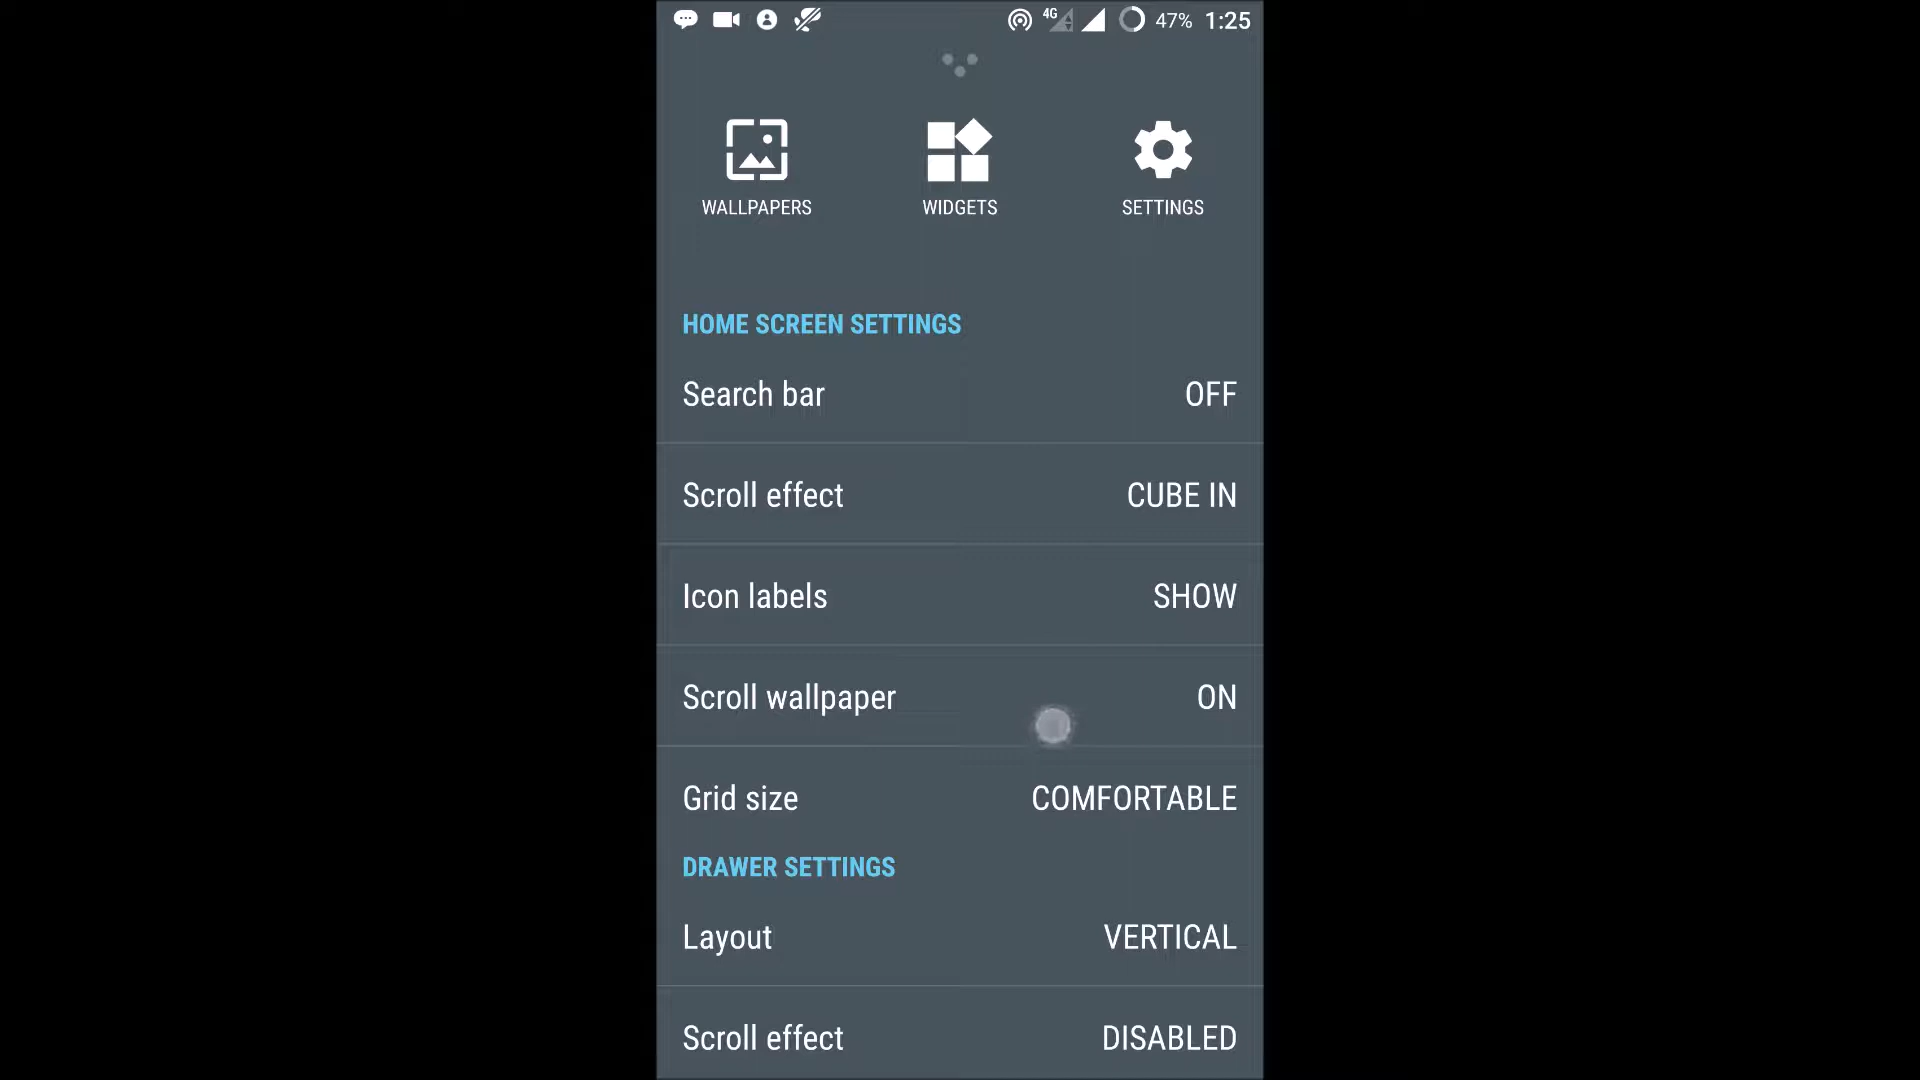 4G 47% 1:25
WALLPAPERS WIDGETS SETTINGS
HOME SCREEN SETTINGS
Search bar OFF
Scroll effect CUBE IN
Icon labels SHOW
Scroll wallpaper ON
Grid size COMFORTABLE
DRAWER SETTINGS
Layout VERTICAL
Scroll effect DISABLED